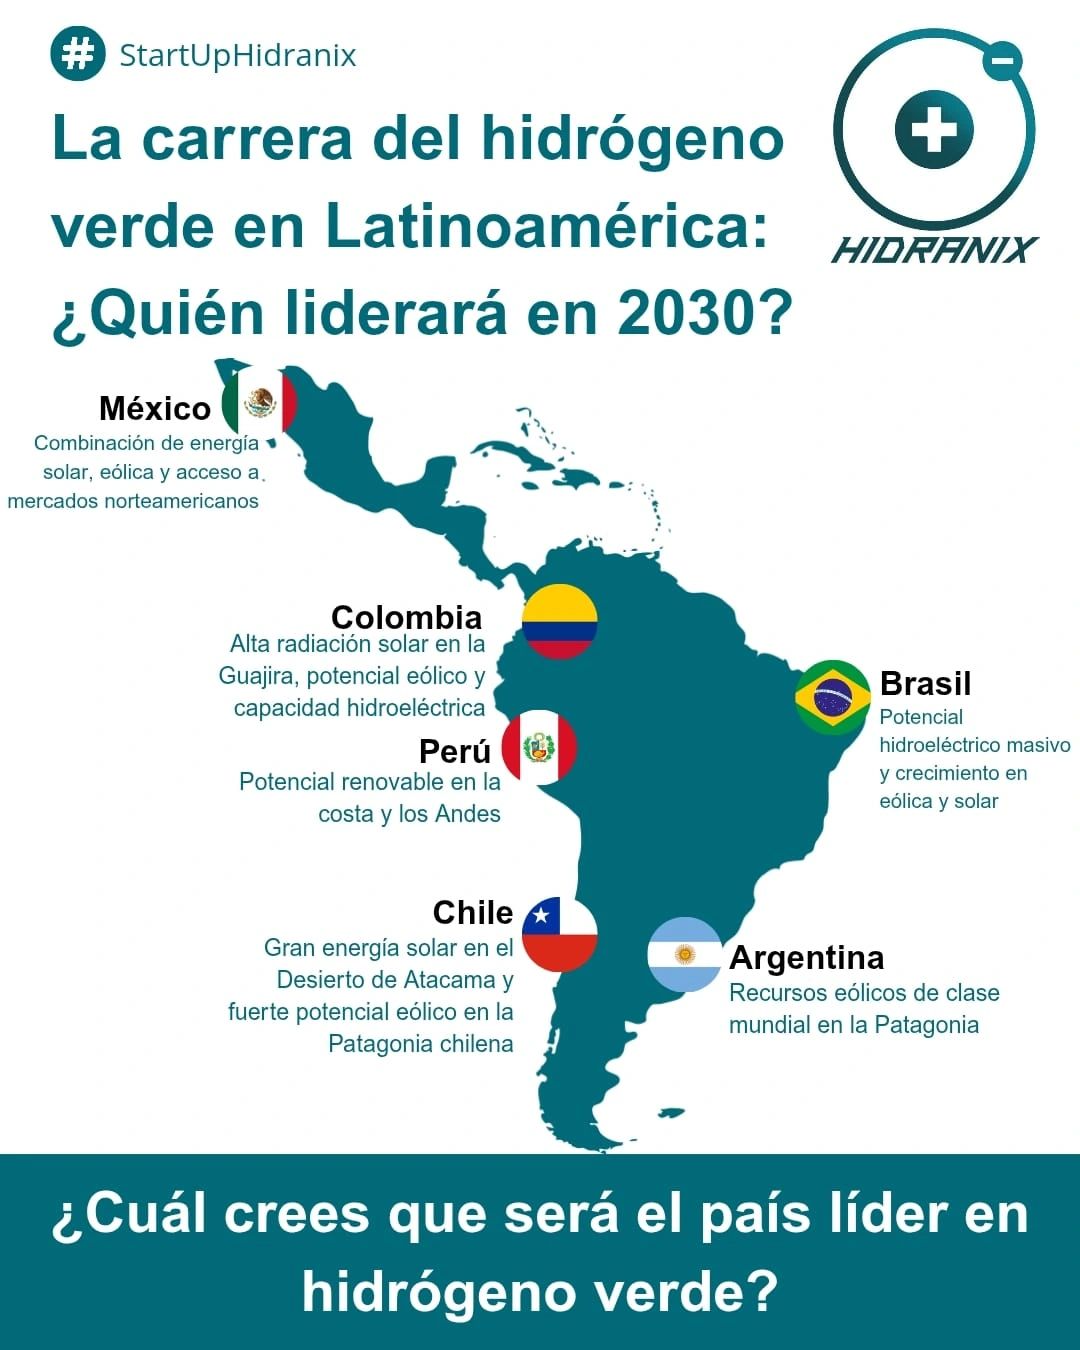 # StartUpHidranix
La carrera del hidrógeno
verde en Latinoamérica:
¿Quién liderará en 2030?
HIDRANIX
México
Combinación de energía
solar, eólica y acceso a
mercados norteamericanos
Colombia
Alta radiación solar en la
Guajira, potencial eólico y
capacidad hidroeléctrica
Brasil
Potencial
hidroeléctrico masivo
y crecimiento en
eólica y solar
Perú
Potencial renovable en la
costa y los Andes
Chile
Gran energía solar en el
Desierto de Atacama y
fuerte potencial eólico en la
Patagonia chilena
Argentina
Recursos eólicos de clase
mundial en la Patagonia
¿Cuál crees que será el país líder en
hidrógeno verde?